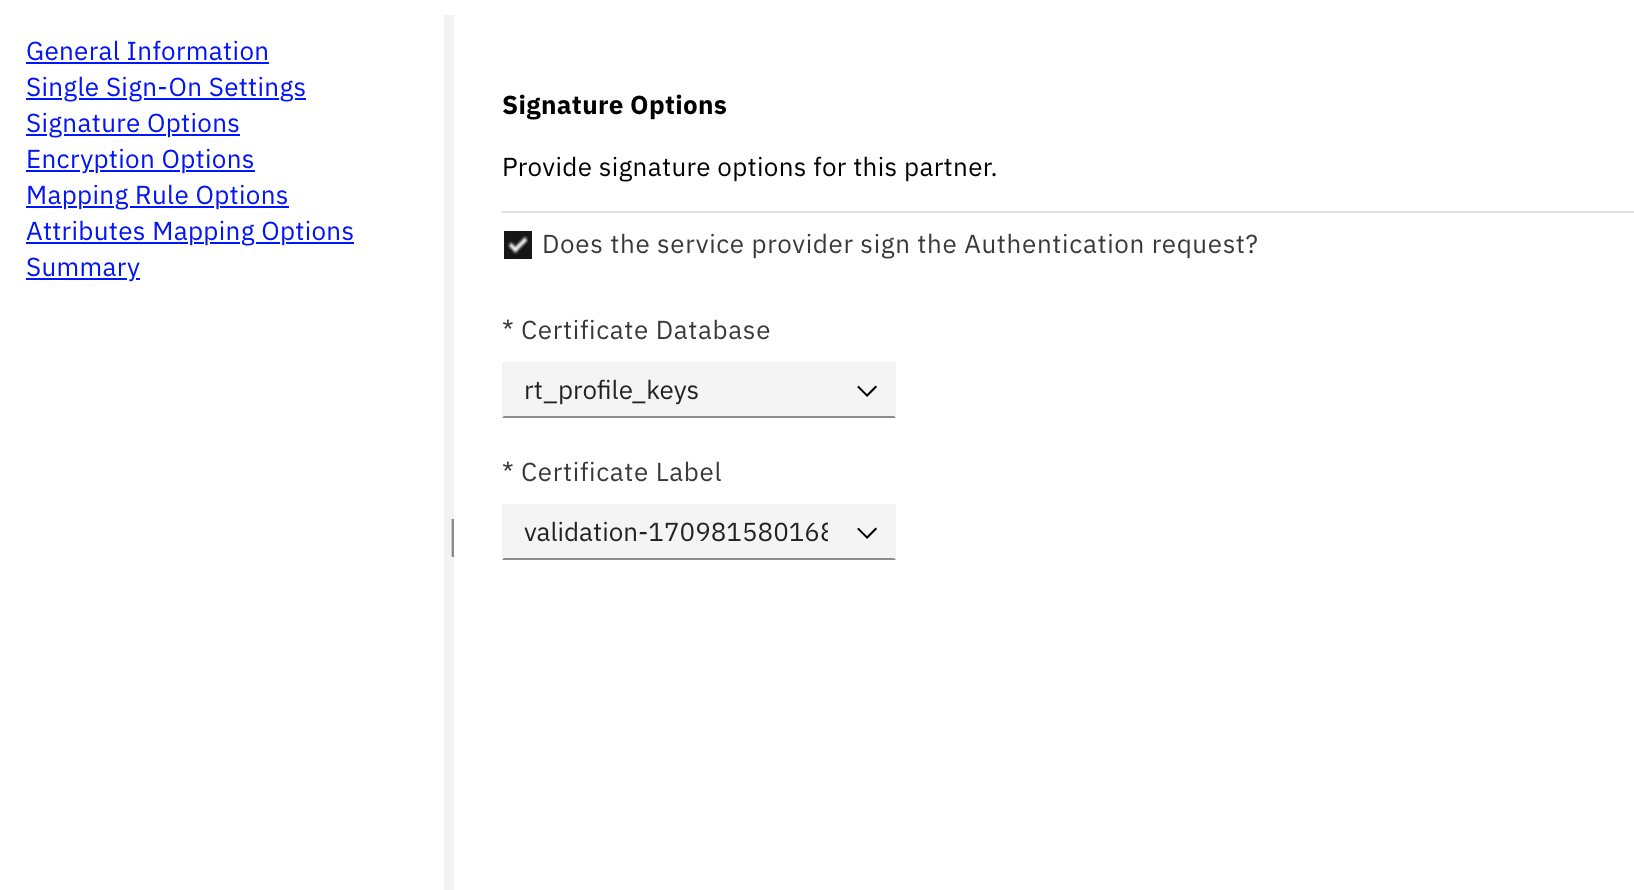 General Information
Single Sign-On Settings
Signature Options
Encryption Options
Mapping Rule Options
Attributes Mapping Options
Summary
Signature Options
Provide signature options for this partner.
Does the service provider sign the Authentication request?
* Certificate Database
rt_profile_keys
* Certificate Label
validation-170981580168